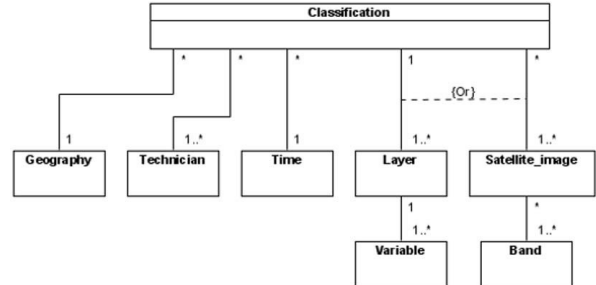 Classification
* * * 1 *
{Or}
1 1..* 1 1..* 1..*
Geography Technician Time Layer Satellite_image
1 *
1..* 1..*
Variable Band